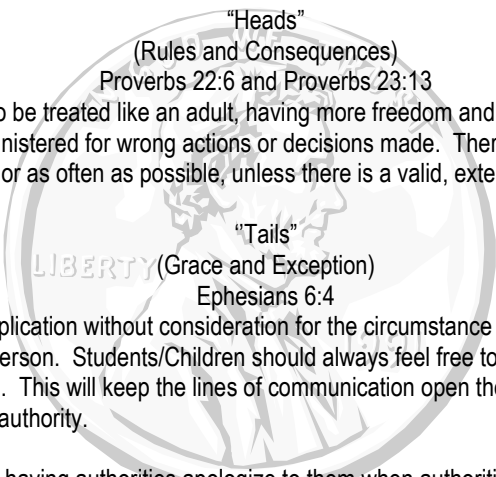 “Heads”
(Rules and Consequences)
Proverbs 22:6 and Proverbs 23:13
o be treated like an adult, having more freedom and
nistered for wrong actions or decisions made. Ther
or as often as possible, unless there is a valid, exte
‘’Tails”
LIBERTY
(Grace and Exception)
Ephesians 6:4
plication without consideration for the circumstance
erson. Students/Children should always feel free to
. This will keep the lines of communication open the
authority.
having authorities apologize to them when authoriti